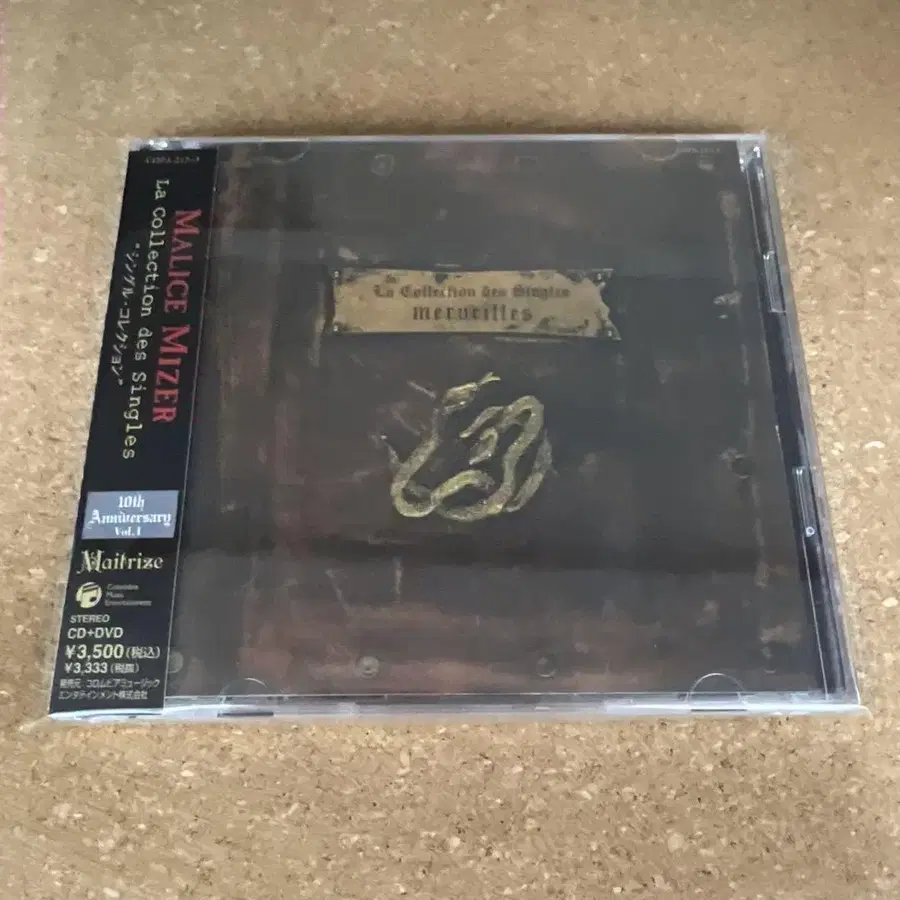 MALICE MIZER
La Collection des Singles
"シングル・コレクション"
10th
Anniversary
Vol.1
Maitrize
Columbia
Music
Entertainment
STEREO
CD+DVD
¥3,500(税込)
¥3,333(税抜)
発売元:コロムビアミュージック
エンタテインメント株式会社
La Collection des Singles
merveilles